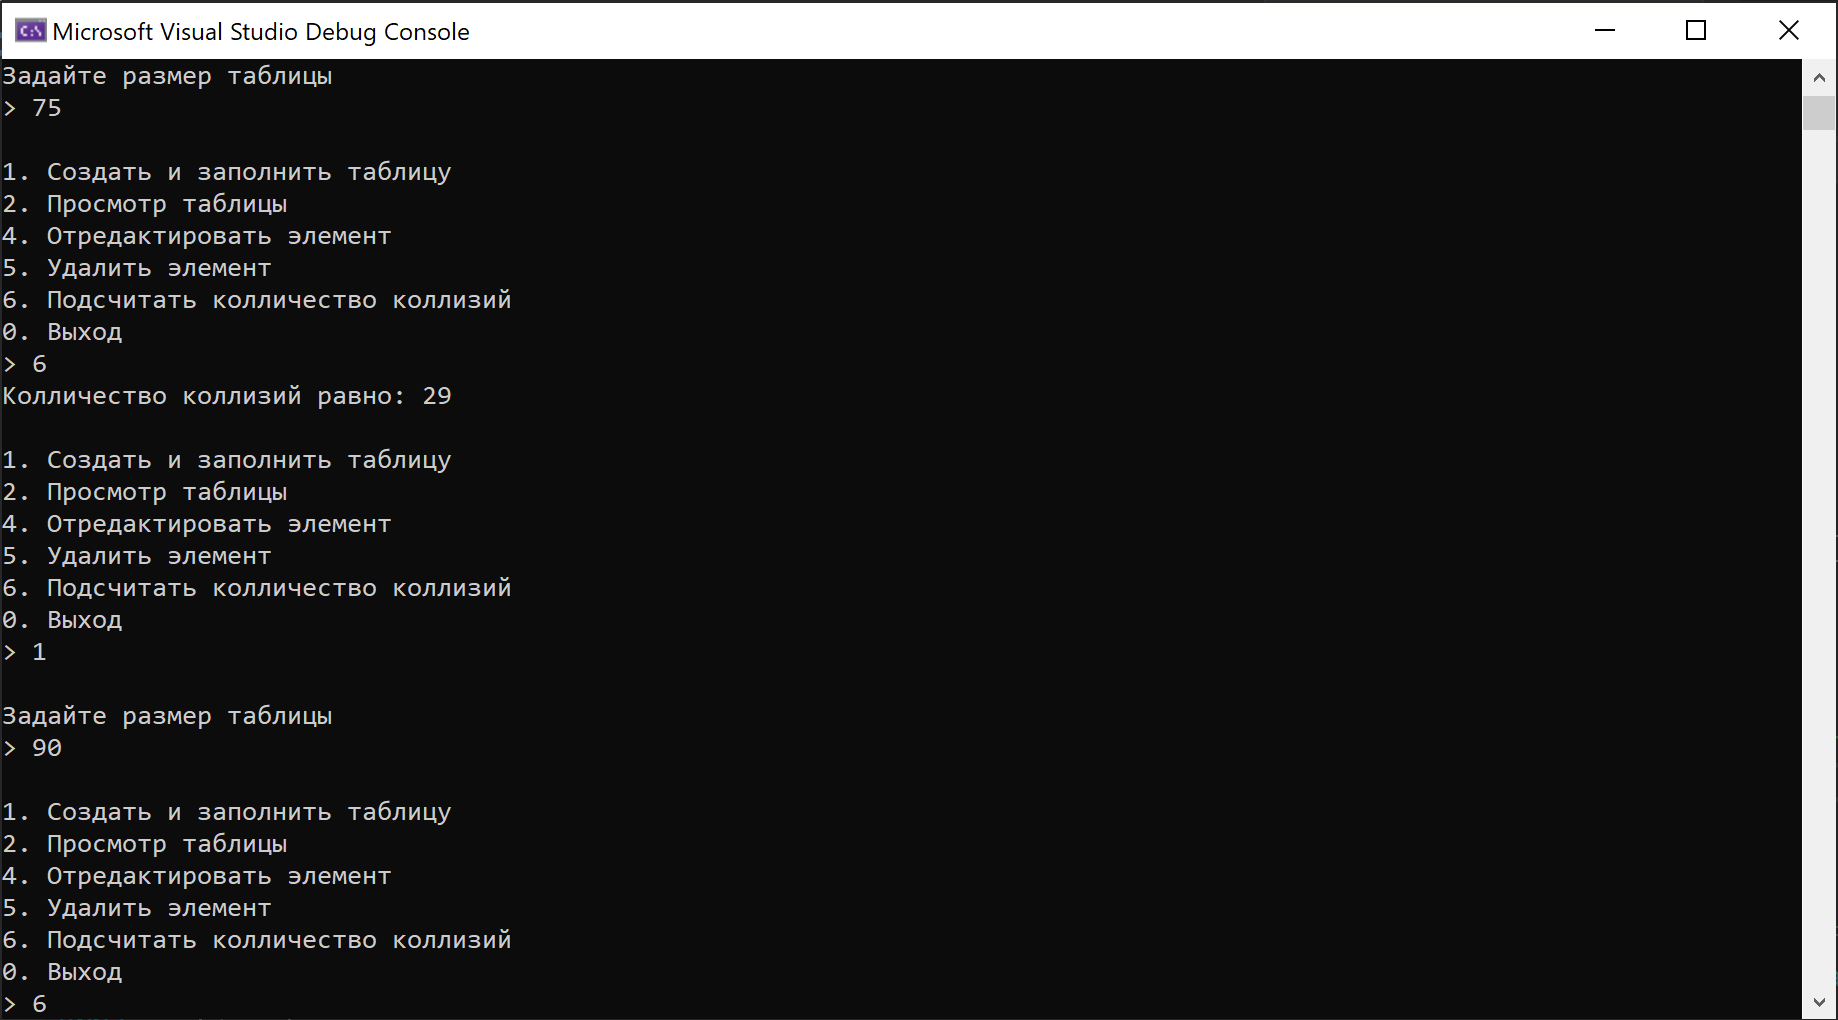 Microsoft Visual Studio Debug Console
Задайте размер таблицы
> 75
1. Создать и заполнить таблицу
2. Просмотр таблицы
4. Отредактировать элемент
5. Удалить элемент
6. Подсчитать колличество коллизий
0. Выход
> 6
Колличество коллизий равно: 29
1. Создать и заполнить таблицу
2. Просмотр таблицы
4. Отредактировать элемент
5. Удалить элемент
6. Подсчитать колличество коллизий
0. Выход
> 1
Задайте размер таблицы
> 90
1. Создать и заполнить таблицу
2. Просмотр таблицы
4. Отредактировать элемент
5. Удалить элемент
6. Подсчитать колличество коллизий
0. Выход
> 6